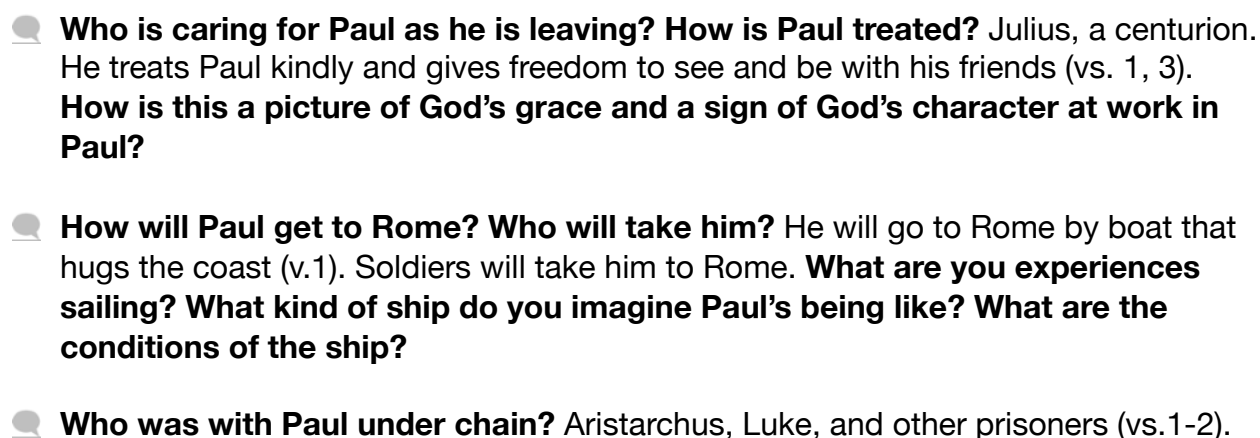 Who is caring for Paul as he is leaving? How is Paul treated? Julius, a centurion.
He treats Paul kindly and gives freedom to see and be with his friends (vs. 1, 3).
How is this a picture of God’s grace and a sign of God’s character at work in
Paul?
How will Paul get to Rome? Who will take him? He will go to Rome by boat that
hugs the coast (v.1). Soldiers will take him to Rome. What are you experiences
sailing? What kind of ship do you imagine Paul’s being like? What are the
conditions of the ship?
Who was with Paul under chain? Aristarchus, Luke, and other prisoners (vs.1-2).